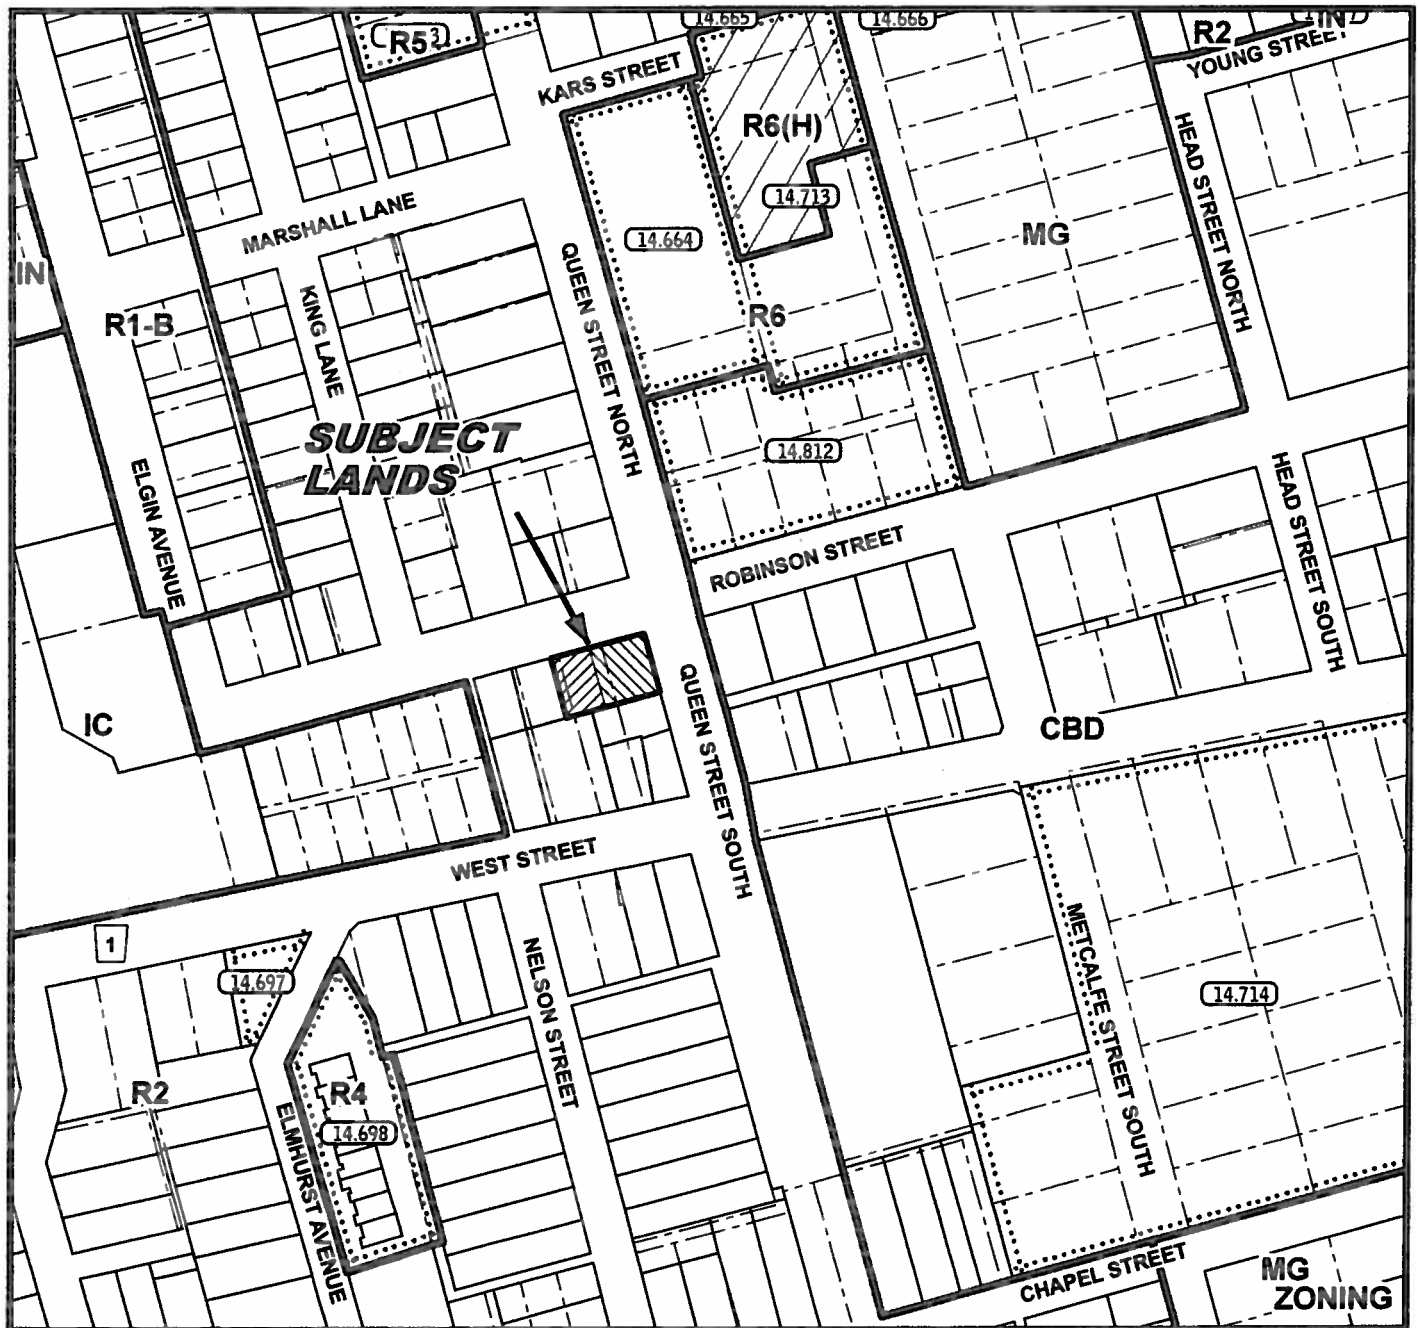 14.665
14.666
R5
3
IN
R2
YOUNG STREET
KARS STREET
R6(H)
HEAD STREET NORTH
14.713
MARSHALL LANE
14.664
MG
IN
QUEEN STREET NORTH
KING LANE
R1-B
R6
SUBJECT
LANDS
14.812
ELGIN AVENUE
HEAD STREET SOUTH
ROBINSON STREET
QUEEN STREET SOUTH
IC
CBD
WEST STREET
1
METCALFE STREET SOUTH
NELSON STREET
14.697
14.714
R2
R4
14.698
ELMHURST AVENUE
CHAPEL STREET
MG
ZONING